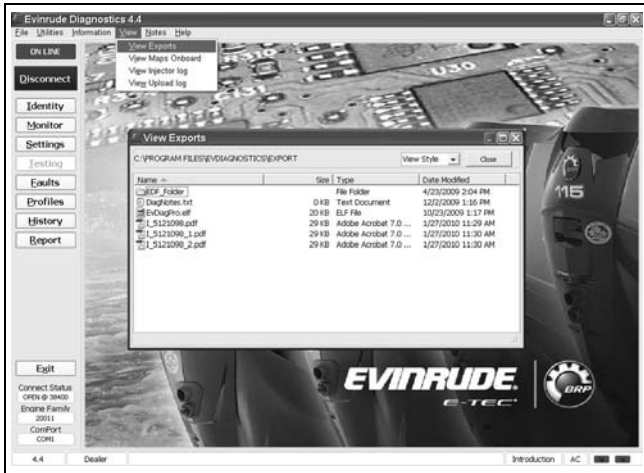 Evinrude Diagnostics 4.4
File Utilities Information View Notes Help
View Exports
View Maps Onboard
View Injector log
View Upload log
ON LINE
Disconnect
Identity
Monitor
Settings
Testing
Faults
Profiles
History
Report
Exit
Connect Status
OPEN @ 38400
Engine Family
20011
ComPort
COM1
U30
115
View Exports
C:\PROGRAM FILES\EVDIAGNOSTICS\EXPORT View Style Close
Name Size Type Date Modified
EDF_Folder File Folder 4/23/2009 2:04 PM
DiagNotes.txt 0 KB Text Document 12/2/2009 1:16 PM
EvDiagPro.elf 20 KB ELF File 10/23/2009 1:17 PM
I_5121098.pdf 29 KB Adobe Acrobat 7.0 ... 1/27/2010 11:29 AM
I_5121098_1.pdf 29 KB Adobe Acrobat 7.0 ... 1/27/2010 11:30 AM
I_5121098_2.pdf 29 KB Adobe Acrobat 7.0 ... 1/27/2010 11:30 AM
EVINRUDE.
E-TEC
BRP
4.4 Dealer Introduction AC